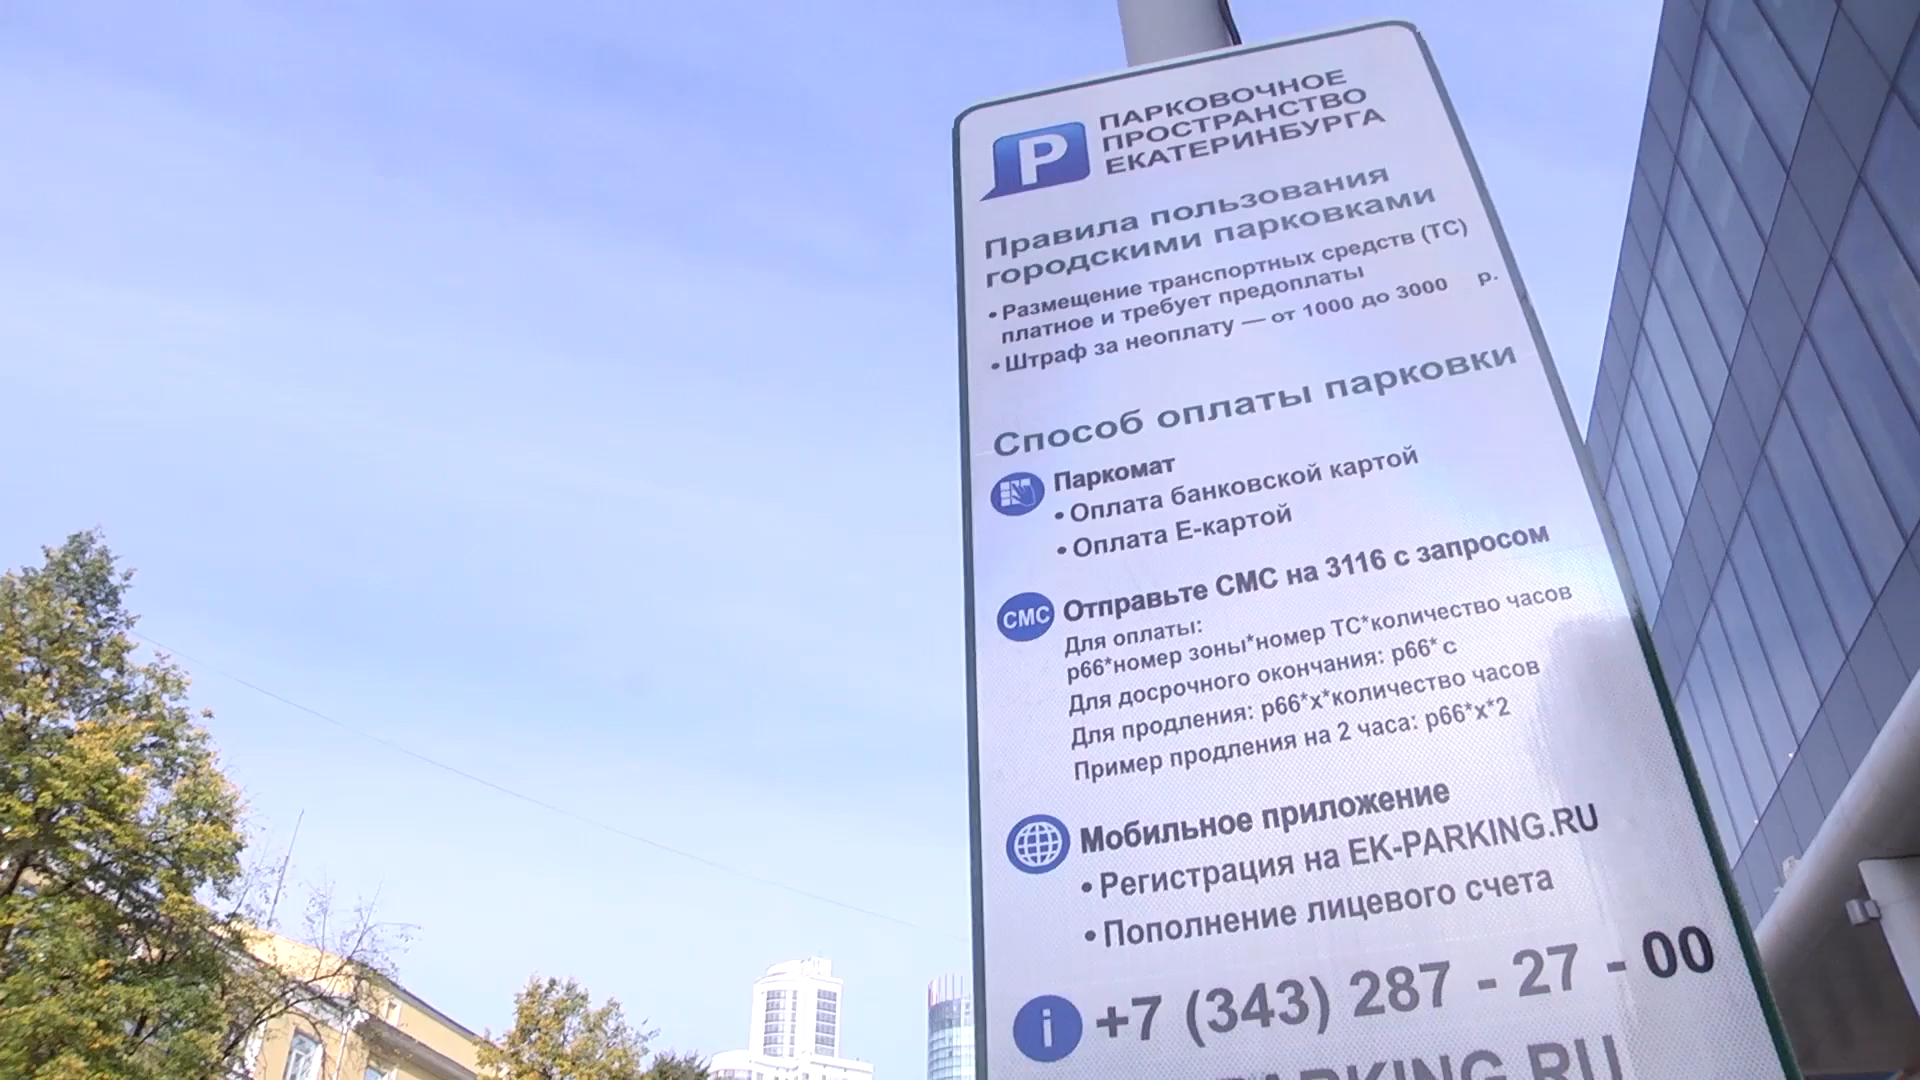 P
ПАРКОВОЧНОЕ
ПРОСТРАНСТВО
ЕКАТЕРИНБУРГА
Правила пользования
городскими парковками
• Размещение транспортных средств (ТС)
платное и требует предоплаты
• Штраф за неоплату — от 1000 до 3000 р.
Способ оплаты парковки
Паркомат
• Оплата банковской картой
• Оплата Е-картой
СМС Отправьте СМС на 3116 с запросом
Для оплаты:
р66*номер зоны*номер ТС*количество часов
Для досрочного окончания: р66* с
Для продления: р66*х*количество часов
Пример продления на 2 часа: р66*х*2
Мобильное приложение
• Регистрация на EK-PARKING.RU
• Пополнение лицевого счета
i +7 (343) 287 - 27 - 00
PARKING.RU